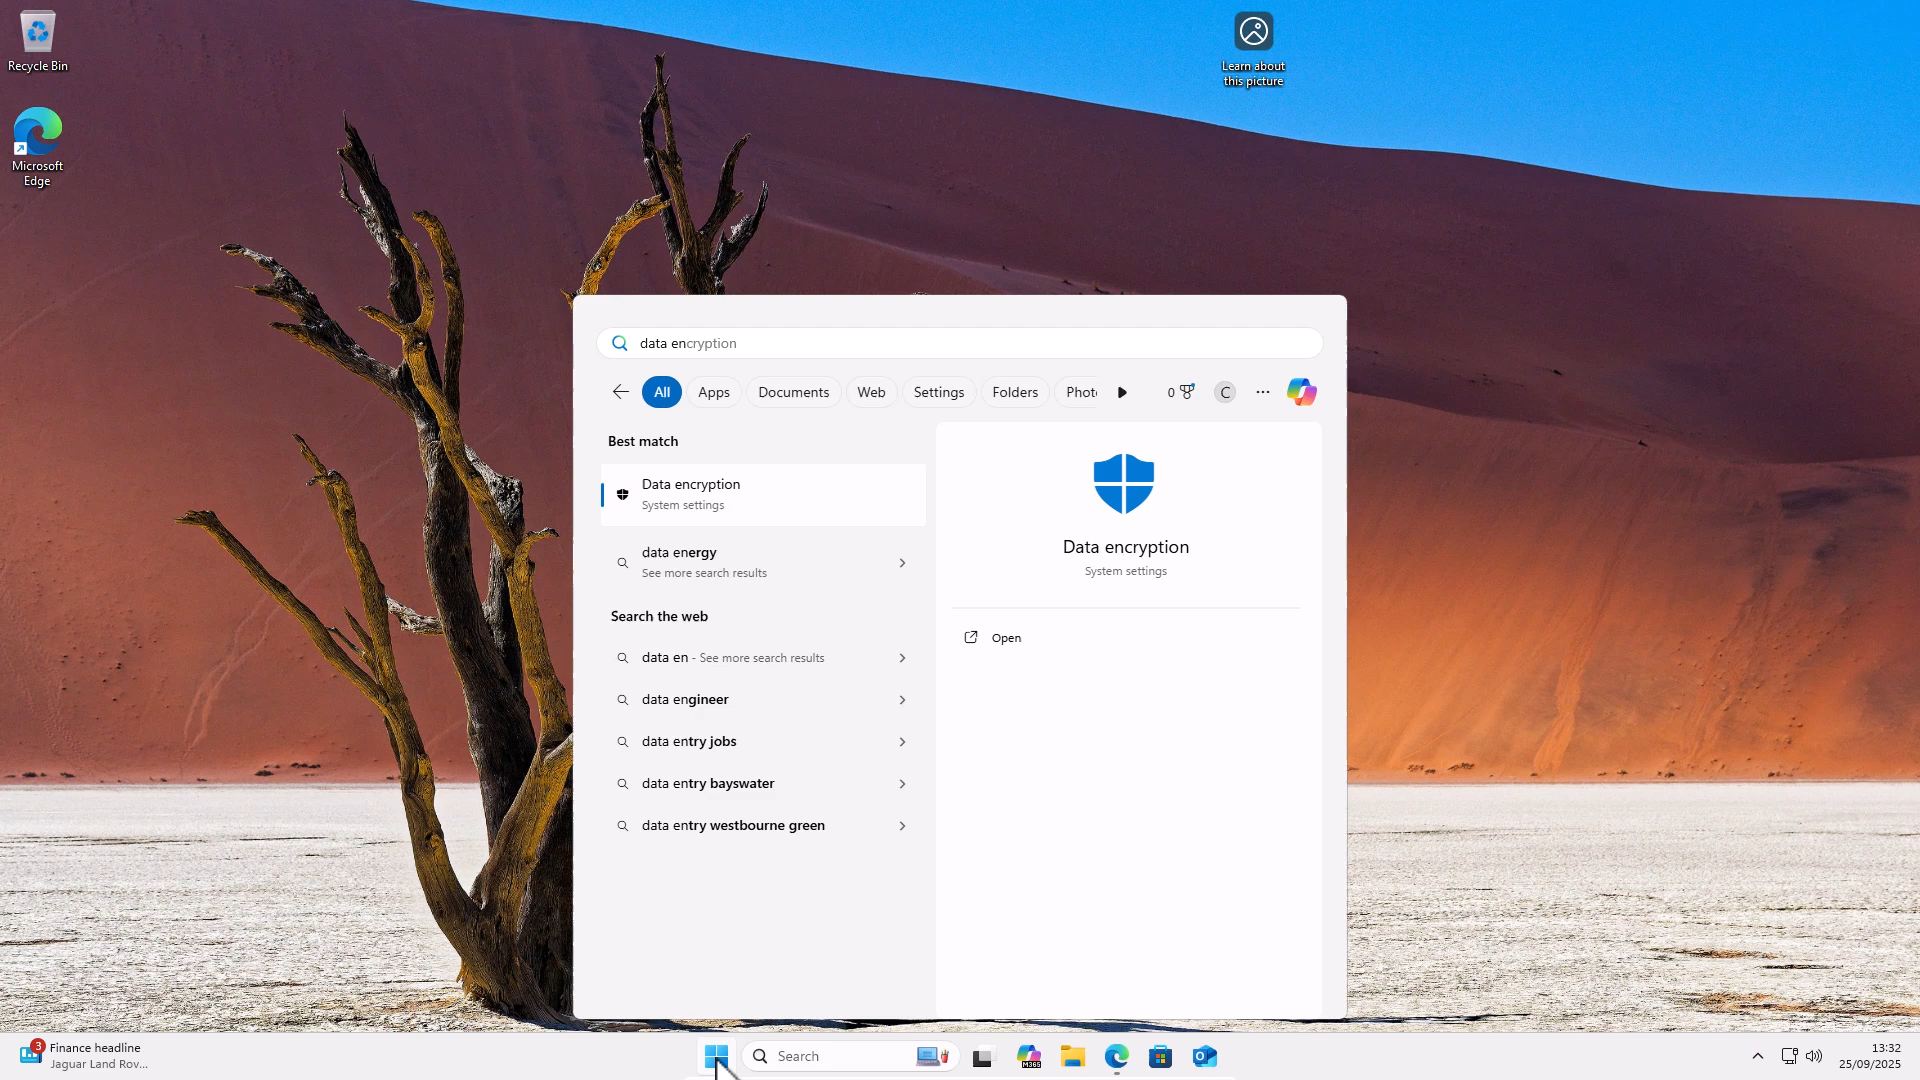 Recycle Bin
Microsoft
Edge
Learn about
this picture
data encryption
All
Apps
Documents
Web
Settings
Folders
Phot
0
C
Best match
Data encryption
System settings
data energy
See more search results
Search the web
data en - See more search results
data engineer
data entry jobs
data entry bayswater
data entry westbourne green
Data encryption
System settings
Open
3
Finance headline
Jaguar Land Rov...
Search
M365
13:32
25/09/2025